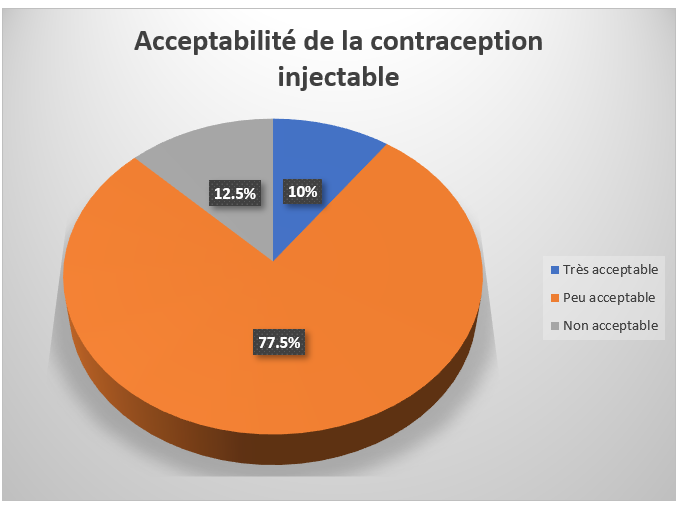 Acceptabilité de la contraception
injectable
12.5%
10%
77.5%
Très acceptable
Peu acceptable
Non acceptable